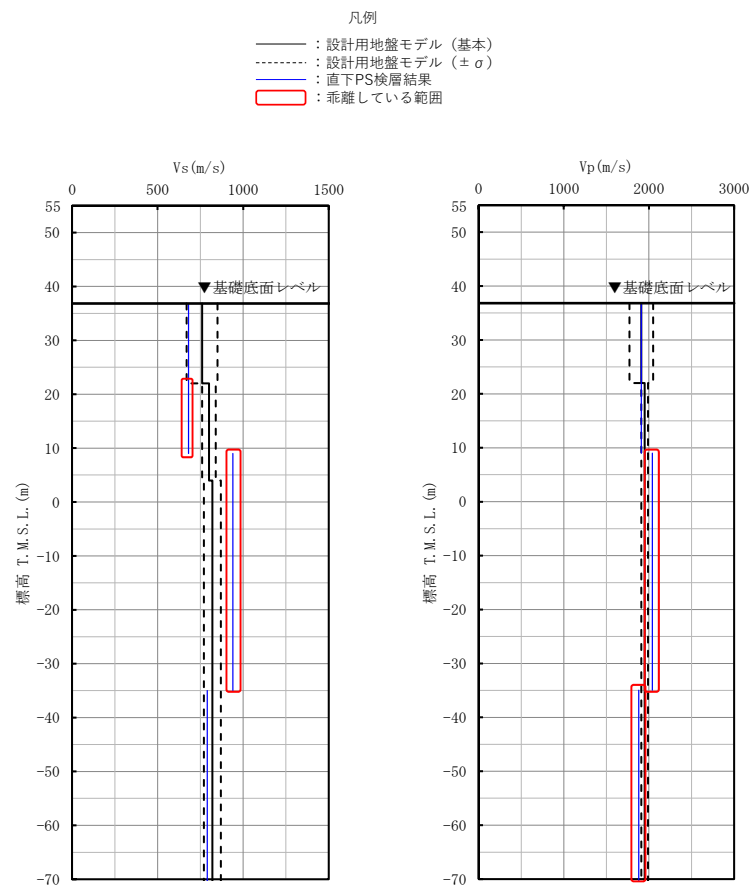 凡例
：設計用地盤モデル（基本）
：設計用地盤モデル（±σ）
：直下PS検層結果
：乖離している範囲
Vs(m/s)
0 500 1000 1500
55
50
40
▼基礎底面レベル
30
20
10
0
-10
-20
-30
-40
-50
-60
-70
標高 T.M.S.L.(m)
Vp(m/s)
0 1000 2000 3000
55
50
40
▼基礎底面レベル
30
20
10
0
-10
-20
-30
-40
-50
-60
-70
標高 T.M.S.L.(m)